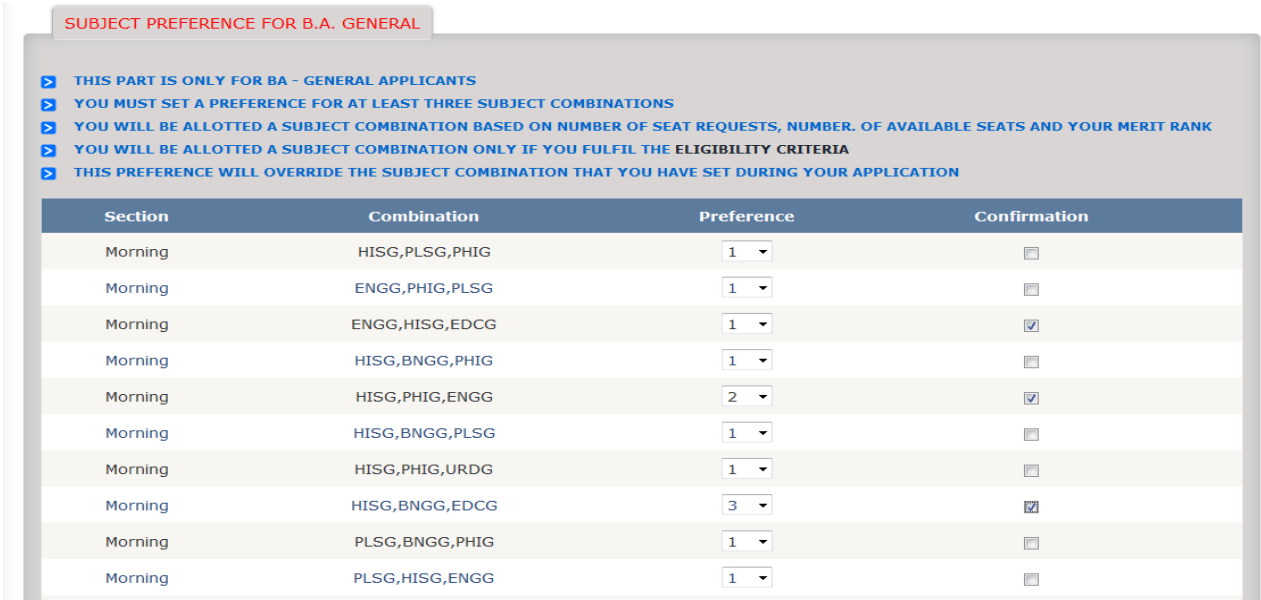 SUBJECT PREFERENCE FOR B.A. GENERAL
THIS PART IS ONLY FOR BA - GENERAL APPLICANTS
YOU MUST SET A PREFERENCE FOR AT LEAST THREE SUBJECT COMBINATIONS
YOU WILL BE ALLOTTED A SUBJECT COMBINATION BASED ON NUMBER OF SEAT REQUESTS, NUMBER. OF AVAILABLE SEATS AND YOUR MERIT RANK
YOU WILL BE ALLOTTED A SUBJECT COMBINATION ONLY IF YOU FULFIL THE ELIGIBILITY CRITERIA
THIS PREFERENCE WILL OVERRIDE THE SUBJECT COMBINATION THAT YOU HAVE SET DURING YOUR APPLICATION
Section Combination Preference Confirmation
Morning HISG,PLSG,PHIG 1
Morning ENGG,PHIG,PLSG 1
Morning ENGG,HISG,EDCG 1
Morning HISG,BNGG,PHIG 1
Morning HISG,PHIG,ENGG 2
Morning HISG,BNGG,PLSG 1
Morning HISG,PHIG,URDG 1
Morning HISG,BNGG,EDCG 3
Morning PLSG,BNGG,PHIG 1
Morning PLSG,HISG,ENGG 1